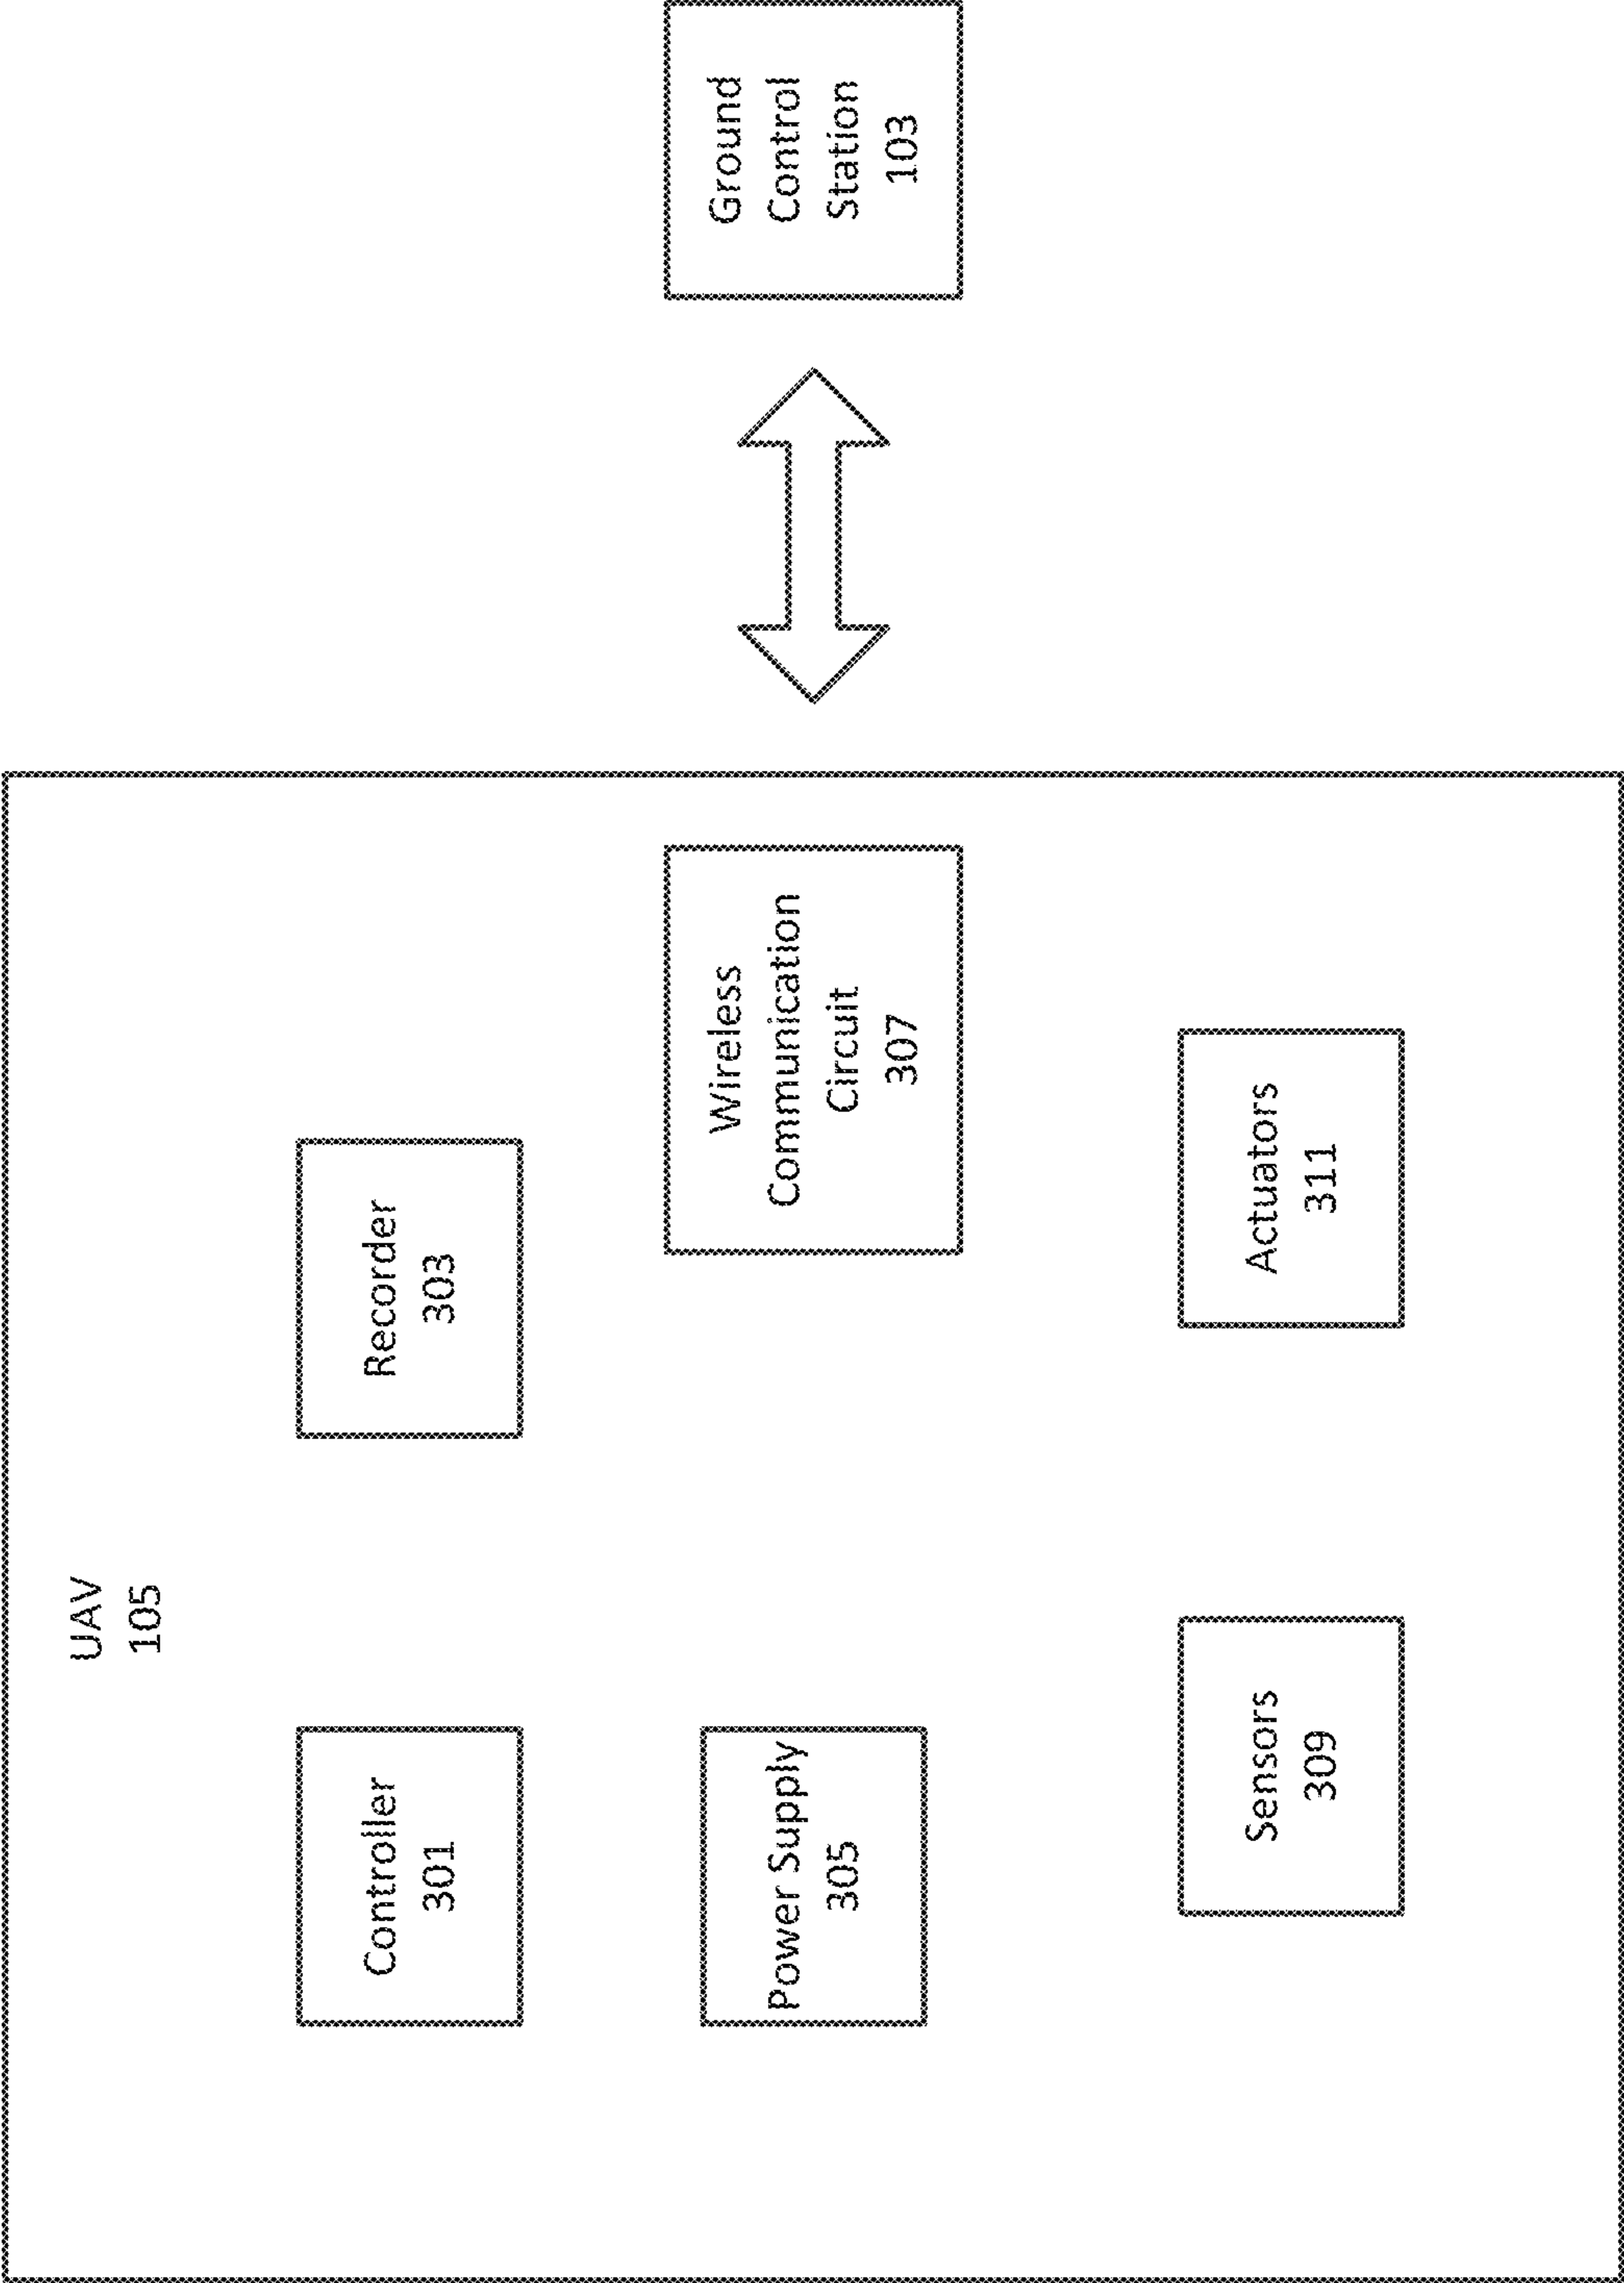 UAV
105
Controller
301
Recorder
303
Power Supply
305
Wireless
Communication
Circuit
307
Ground
Control
Station
103
Sensors
309
Actuators
311